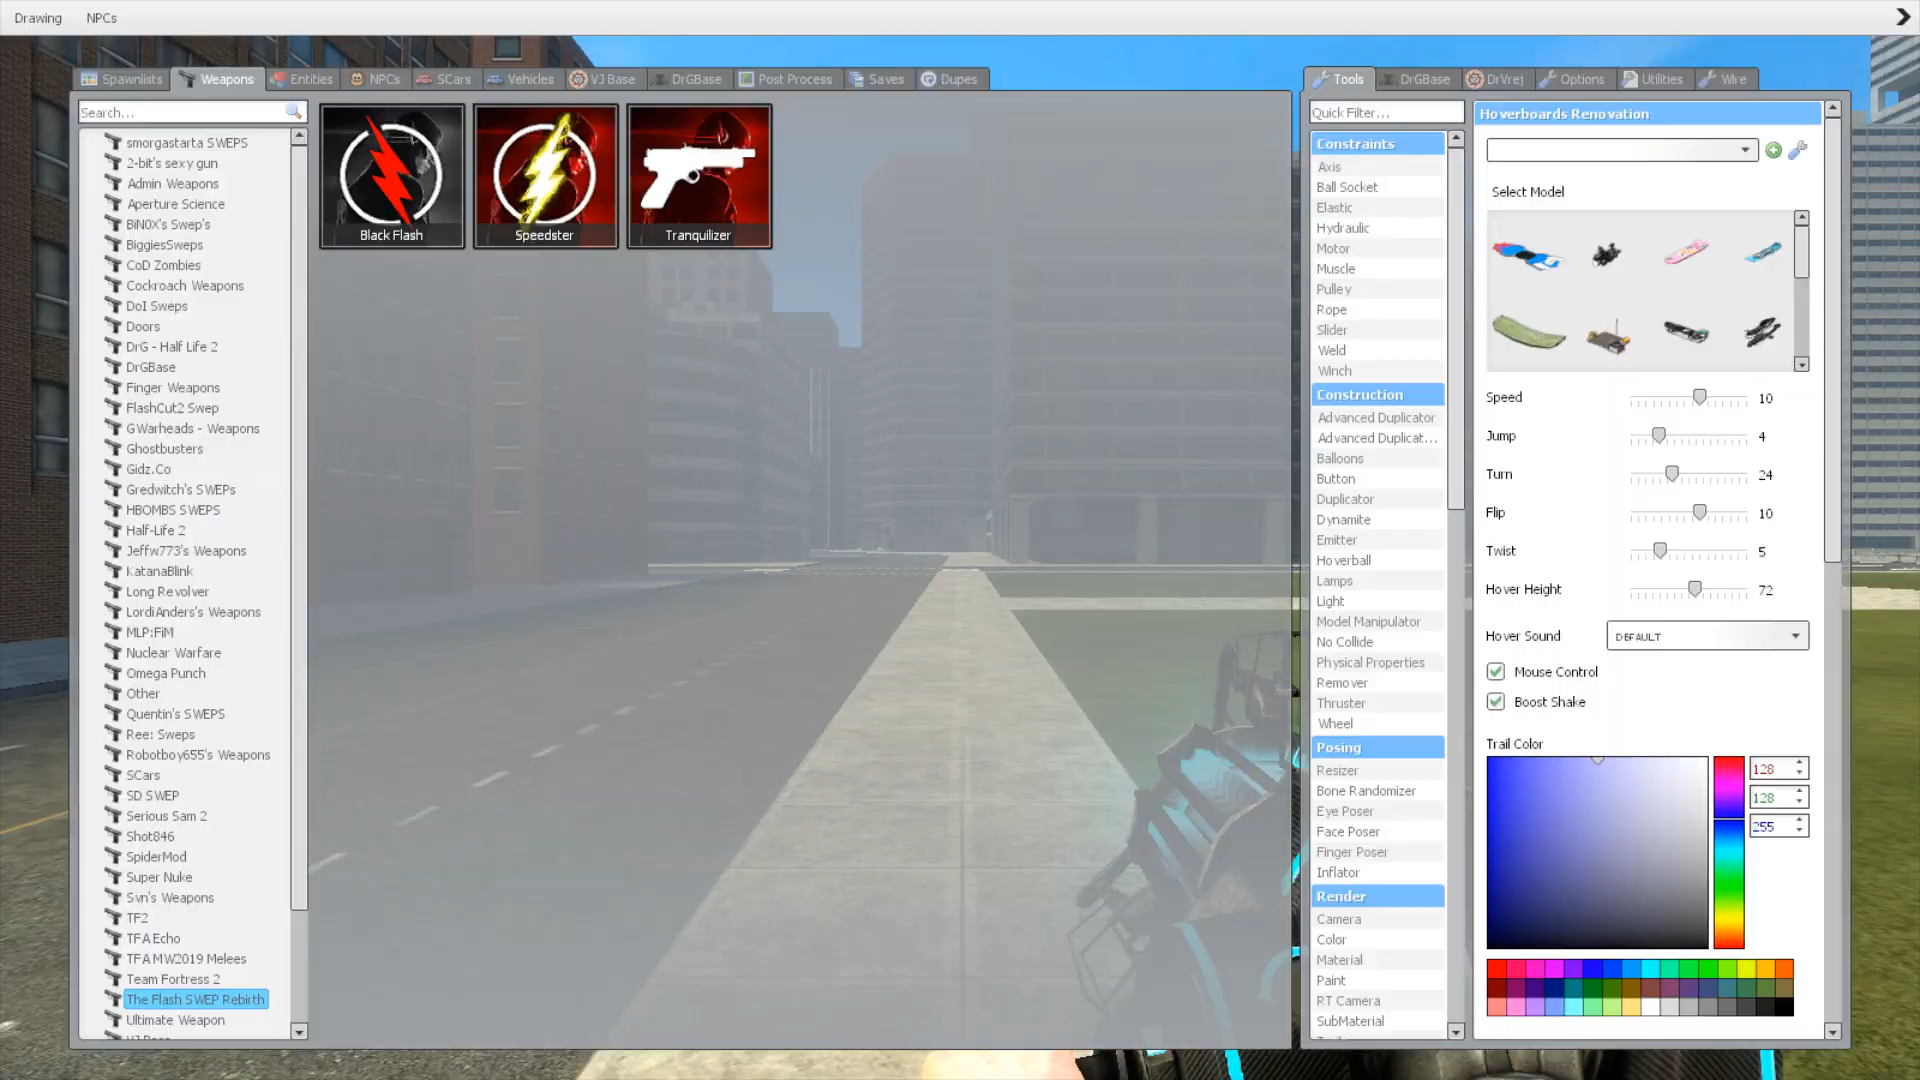 Drawing NPCs
Spawnlists Weapons Entities NPCs SCars Vehicles VJ Base DrGBase Post Process Saves Dupes
Search...
smorgastarta SWEPS
2-bit's sexy gun
Admin Weapons
Aperture Science
BiN0X's Swep's
BiggiesSweps
CoD Zombies
Cockroach Weapons
DoI Sweps
Doors
DrG - Half Life 2
DrGBase
Finger Weapons
FlashCut2 Swep
GWarheads - Weapons
Ghostbusters
Gidz.Co
Gredwitch's SWEPs
HBOMBS SWEPS
Half-Life 2
Jeffw773's Weapons
KatanaBlink
Long Revolver
LordiAnders's Weapons
MLP:FiM
Nuclear Warfare
Omega Punch
Other
Quentin's SWEPS
Ree: Sweps
Robotboy655's Weapons
SCars
SD SWEP
Serious Sam 2
Shot846
SpiderMod
Super Nuke
Svn's Weapons
TF2
TFA Echo
TFA MW2019 Melees
Team Fortress 2
The Flash SWEP Rebirth
Ultimate Weapon
Black Flash
Speedster
Tranquilizer
Tools DrGBase DrVrej Options Utilities Wire
Quick Filter...
Constraints
Axis
Ball Socket
Elastic
Hydraulic
Motor
Muscle
Pulley
Rope
Slider
Weld
Winch
Construction
Advanced Duplicator
Advanced Duplicat...
Balloons
Button
Duplicator
Dynamite
Emitter
Hoverball
Lamps
Light
Model Manipulator
No Collide
Physical Properties
Remover
Thruster
Wheel
Posing
Resizer
Bone Randomizer
Eye Poser
Face Poser
Finger Poser
Inflator
Render
Camera
Color
Material
Paint
RT Camera
SubMaterial
Hoverboards Renovation
Select Model
Speed 10
Jump 4
Turn 24
Flip 10
Twist 5
Hover Height 72
Hover Sound DEFAULT
Mouse Control
Boost Shake
Trail Color
128
128
255